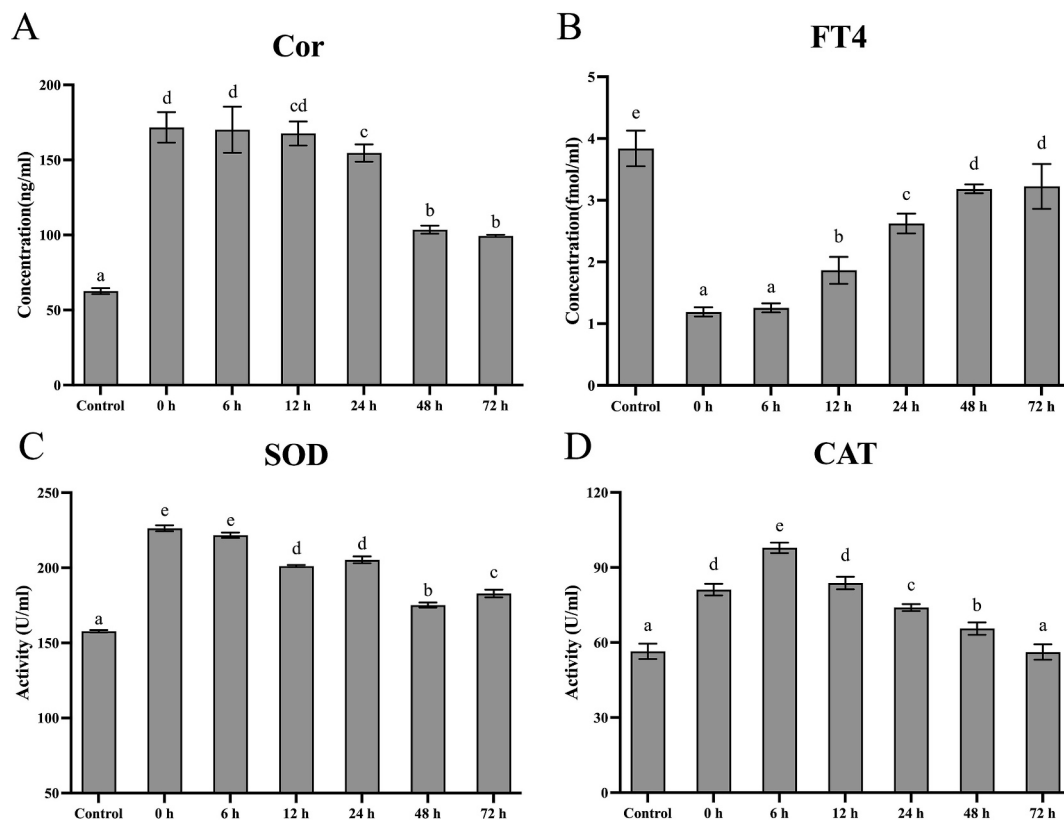 A
Cor
Concentration(ng/ml)
200
150
100
50
0
a
d
d
cd
c
b
b
Control 0 h 6 h 12 h 24 h 48 h 72 h
B
FT4
Concentration(fmol/ml)
5
4
3
2
1
0
e
a
a
b
c
d
d
Control 0 h 6 h 12 h 24 h 48 h 72 h
C
SOD
Activity (U/ml)
250
200
150
100
50
a
e
e
d
d
b
c
Control 0 h 6 h 12 h 24 h 48 h 72 h
D
CAT
Activity (U/ml)
120
90
60
30
0
a
d
e
d
c
b
a
Control 0 h 6 h 12 h 24 h 48 h 72 h